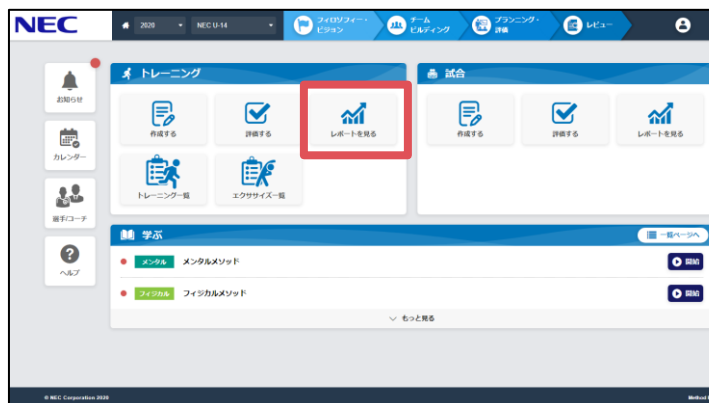 NEC
2020
NEC U-14
フィロソフィー・
ビジョン
チーム
ビルディング
プランニング・
評価
レビュー
お知らせ
カレンダー
選手/コーチ
ヘルプ
トレーニング
作成する
評価する
レポートを見る
トレーニング一覧
エクササイズ一覧
試合
作成する
評価する
レポートを見る
学ぶ
一覧ページへ
メンタル メンタルメソッド
開始
フィジカル フィジカルメソッド
開始
もっと見る
© NEC Corporation 2020
Method